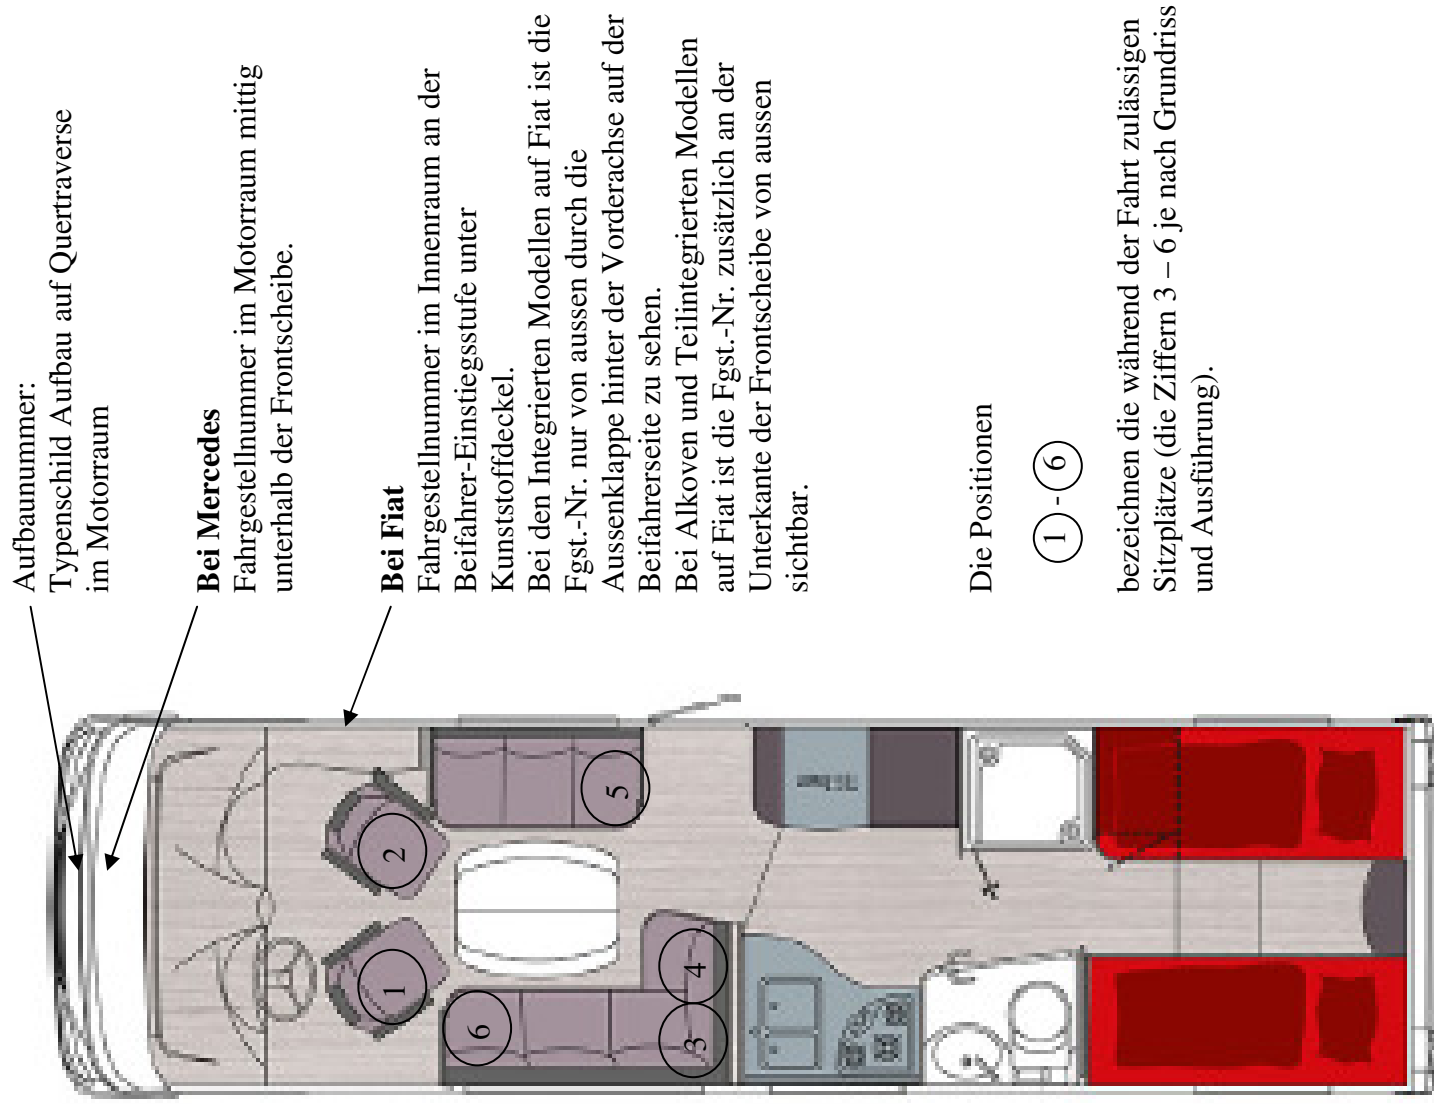 Aufbaunummer:
Typenschild Aufbau auf Quertraverse
im Motorraum
Bei Mercedes
Fahrgestellnummer im Motorraum mittig
unterhalb der Frontscheibe.
Bei Fiat
Fahrgestellnummer im Innenraum an der
Beifahrer-Einstiegsstufe unter
Kunststoffdeckel.
Bei den Integrierten Modellen auf Fiat ist die
Fgst.-Nr. nur von aussen durch die
Aussenklappe hinter der Vorderachse auf der
Beifahrerseite zu sehen.
Bei Alkoven und Teilintegrierten Modellen
auf Fiat ist die Fgst.-Nr. zusätzlich an der
Unterkante der Frontscheibe von aussen
sichtbar.
Die Positionen
1 - 6
bezeichnen die während der Fahrt zulässigen
Sitzplätze (die Ziffern 3 – 6 je nach Grundriss
und Ausführung).
2
5
1
6
4
3